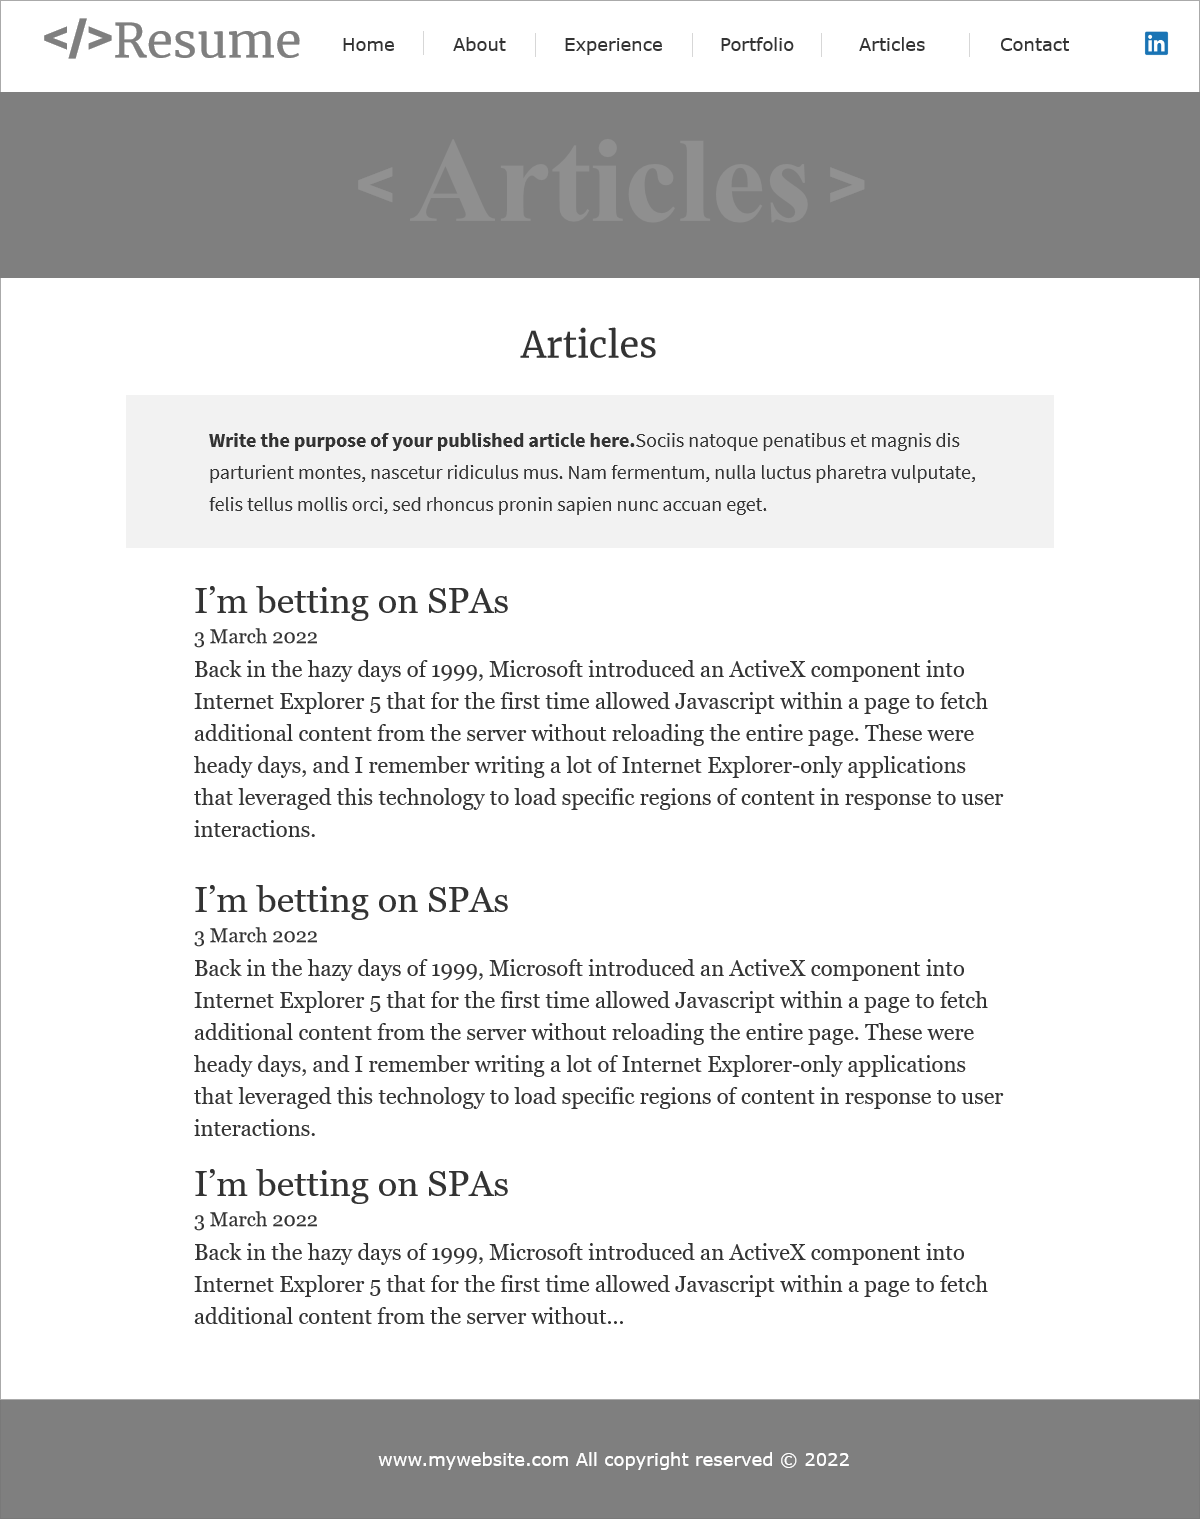 </>Resume Home About Experience Portfolio Articles Contact in
< Articles >
Articles
Write the purpose of your published article here.Sociis natoque penatibus et magnis dis
parturient montes, nascetur ridiculus mus. Nam fermentum, nulla luctus pharetra vulputate,
felis tellus mollis orci, sed rhoncus pronin sapien nunc accuan eget.
I’m betting on SPAs
3 March 2022
Back in the hazy days of 1999, Microsoft introduced an ActiveX component into
Internet Explorer 5 that for the first time allowed Javascript within a page to fetch
additional content from the server without reloading the entire page. These were
heady days, and I remember writing a lot of Internet Explorer-only applications
that leveraged this technology to load specific regions of content in response to user
interactions.
I’m betting on SPAs
3 March 2022
Back in the hazy days of 1999, Microsoft introduced an ActiveX component into
Internet Explorer 5 that for the first time allowed Javascript within a page to fetch
additional content from the server without reloading the entire page. These were
heady days, and I remember writing a lot of Internet Explorer-only applications
that leveraged this technology to load specific regions of content in response to user
interactions.
I’m betting on SPAs
3 March 2022
Back in the hazy days of 1999, Microsoft introduced an ActiveX component into
Internet Explorer 5 that for the first time allowed Javascript within a page to fetch
additional content from the server without...
www.mywebsite.com All copyright reserved © 2022